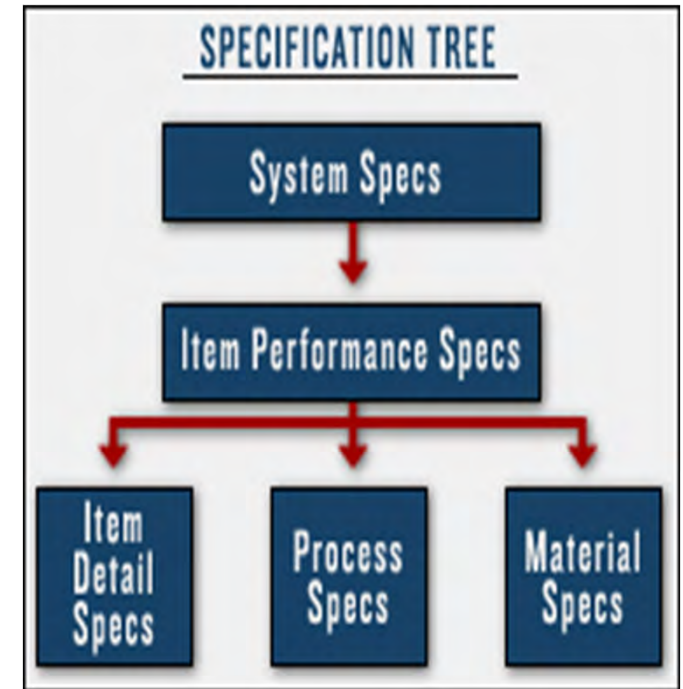 SPECIFICATION TREE
System Specs
Item Performance Specs
Item
Detail
Specs
Process
Specs
Material
Specs